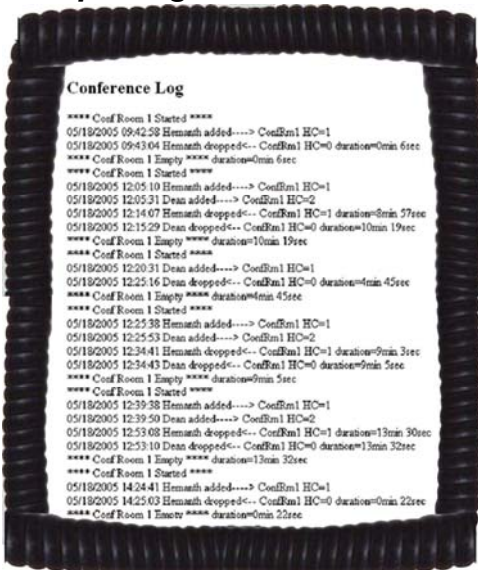 Conference Log
**** Conf Room 1 Started ****
05/18/2005 09:42:58 Hemanth added----> ConfRm1 HC=1
05/18/2005 09:43:04 Hemanth dropped<-- ConfRm1 HC=0 duration=0min 6sec
**** Conf Room 1 Empty **** duration=0min 6sec
**** Conf Room 1 Started ****
05/18/2005 12:05:10 Hemanth added----> ConfRm1 HC=1
05/18/2005 12:05:31 Dean added----> ConfRm1 HC=2
05/18/2005 12:14:07 Hemanth dropped<-- ConfRm1 HC=1 duration=8min 57sec
05/18/2005 12:15:29 Dean dropped<-- ConfRm1 HC=0 duration=10min 19sec
**** Conf Room 1 Empty **** duration=10min 19sec
**** Conf Room 1 Started ****
05/18/2005 12:20:31 Dean added----> ConfRm1 HC=1
05/18/2005 12:25:16 Dean dropped<-- ConfRm1 HC=0 duration=4min 45sec
**** Conf Room 1 Empty **** duration=4min 45sec
**** Conf Room 1 Started ****
05/18/2005 12:25:38 Hemanth added----> ConfRm1 HC=1
05/18/2005 12:25:53 Dean added----> ConfRm1 HC=2
05/18/2005 12:34:41 Hemanth dropped<-- ConfRm1 HC=1 duration=9min 3sec
05/18/2005 12:34:43 Dean dropped<-- ConfRm1 HC=0 duration=9min 5sec
**** Conf Room 1 Empty **** duration=9min 5sec
**** Conf Room 1 Started ****
05/18/2005 12:39:38 Hemanth added----> ConfRm1 HC=1
05/18/2005 12:39:50 Dean added----> ConfRm1 HC=2
05/18/2005 12:53:08 Hemanth dropped<-- ConfRm1 HC=1 duration=13min 30sec
05/18/2005 12:53:10 Dean dropped<-- ConfRm1 HC=0 duration=13min 32sec
**** Conf Room 1 Empty **** duration=13min 32sec
**** Conf Room 1 Started ****
05/18/2005 14:24:41 Hemanth added----> ConfRm1 HC=1
05/18/2005 14:25:03 Hemanth dropped<-- ConfRm1 HC=0 duration=0min 22sec
**** Conf Room 1 Empty **** duration=0min 22sec